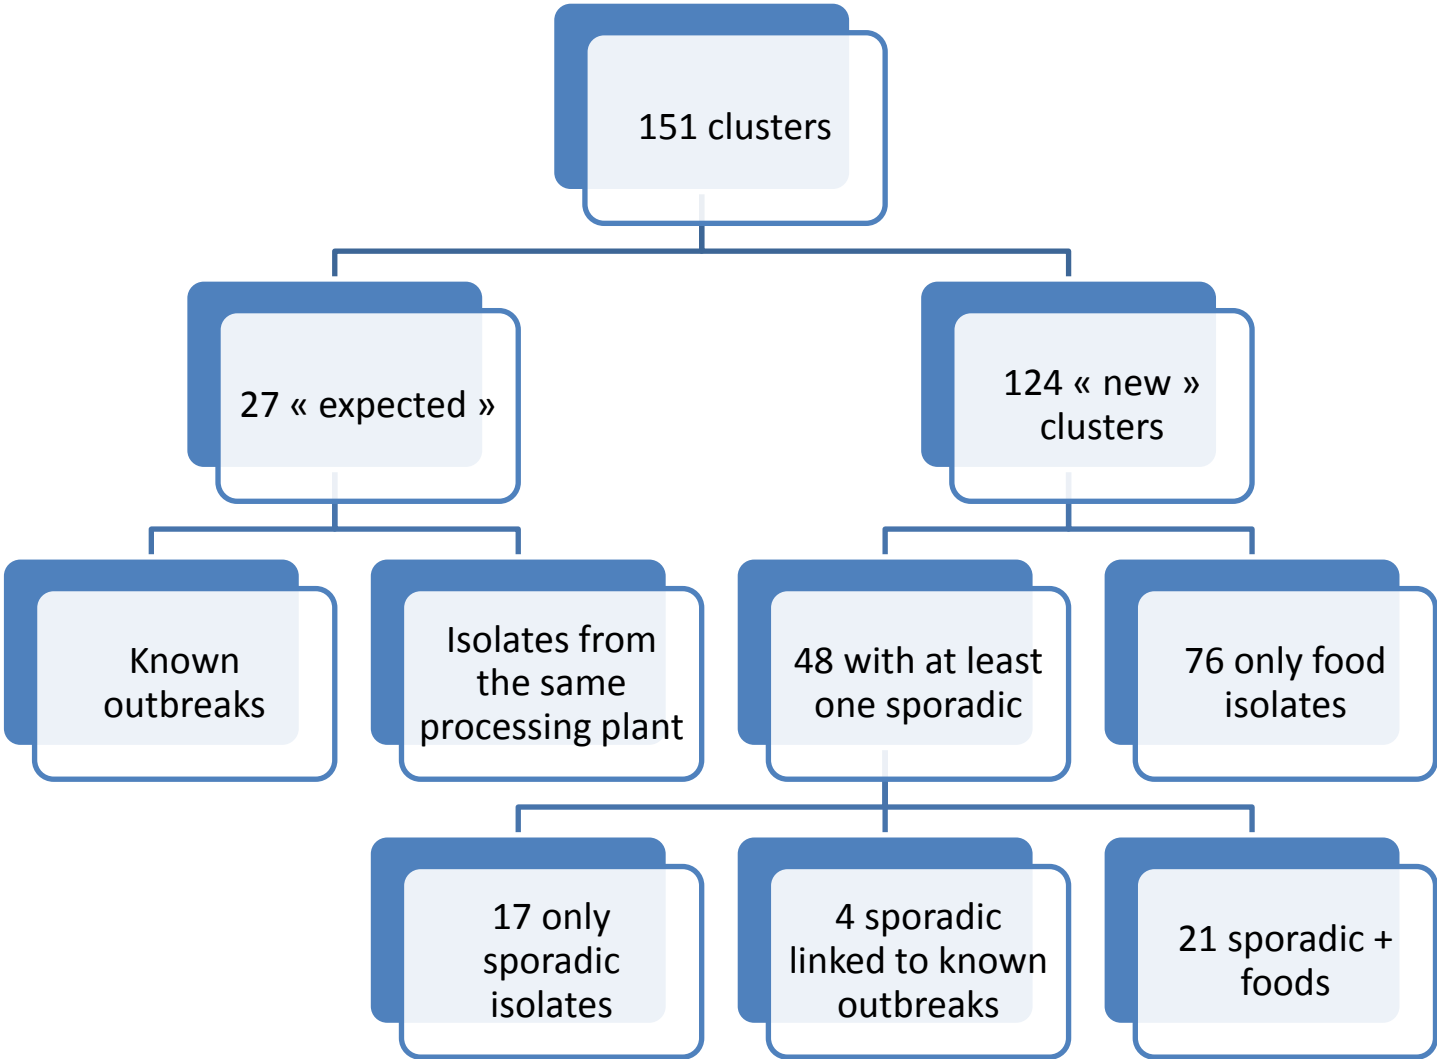 151 clusters
27 « expected »
124 « new »
clusters
Known
outbreaks
Isolates from
the same
processing plant
48 with at least
one sporadic
76 only food
isolates
17 only
sporadic
isolates
4 sporadic
linked to known
outbreaks
21 sporadic +
foods